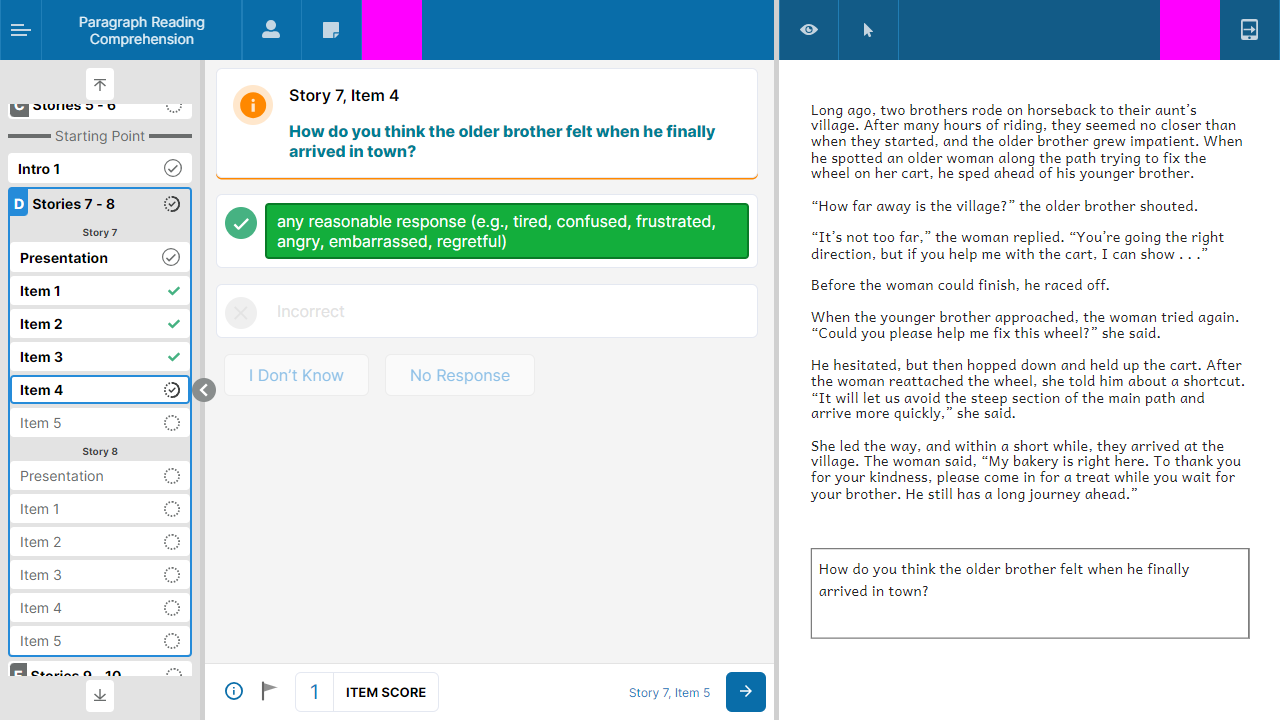 Paragraph Reading
Comprehension
C Stories 5 - 6
Starting Point
Intro 1
D Stories 7 - 8
Story 7
Presentation
Item 1
Item 2
Item 3
Item 4
Item 5
Story 8
Presentation
Item 1
Item 2
Item 3
Item 4
Item 5
E Stories 9 - 10
Story 7, Item 4
How do you think the older brother felt when he finally
arrived in town?
any reasonable response (e.g., tired, confused, frustrated,
angry, embarrassed, regretful)
Incorrect
I Don’t Know
No Response
1 ITEM SCORE
Story 7, Item 5
Long ago, two brothers rode on horseback to their aunt’s
village. After many hours of riding, they seemed no closer than
when they started, and the older brother grew impatient. When
he spotted an older woman along the path trying to fix the
wheel on her cart, he sped ahead of his younger brother.
“How far away is the village?” the older brother shouted.
“It’s not too far,” the woman replied. “You’re going the right
direction, but if you help me with the cart, I can show . . .”
Before the woman could finish, he raced off.
When the younger brother approached, the woman tried again.
“Could you please help me fix this wheel?” she said.
He hesitated, but then hopped down and held up the cart. After
the woman reattached the wheel, she told him about a shortcut.
“It will let us avoid the steep section of the main path and
arrive more quickly,” she said.
She led the way, and within a short while, they arrived at the
village. The woman said, “My bakery is right here. To thank you
for your kindness, please come in for a treat while you wait for
your brother. He still has a long journey ahead.”
How do you think the older brother felt when he finally
arrived in town?